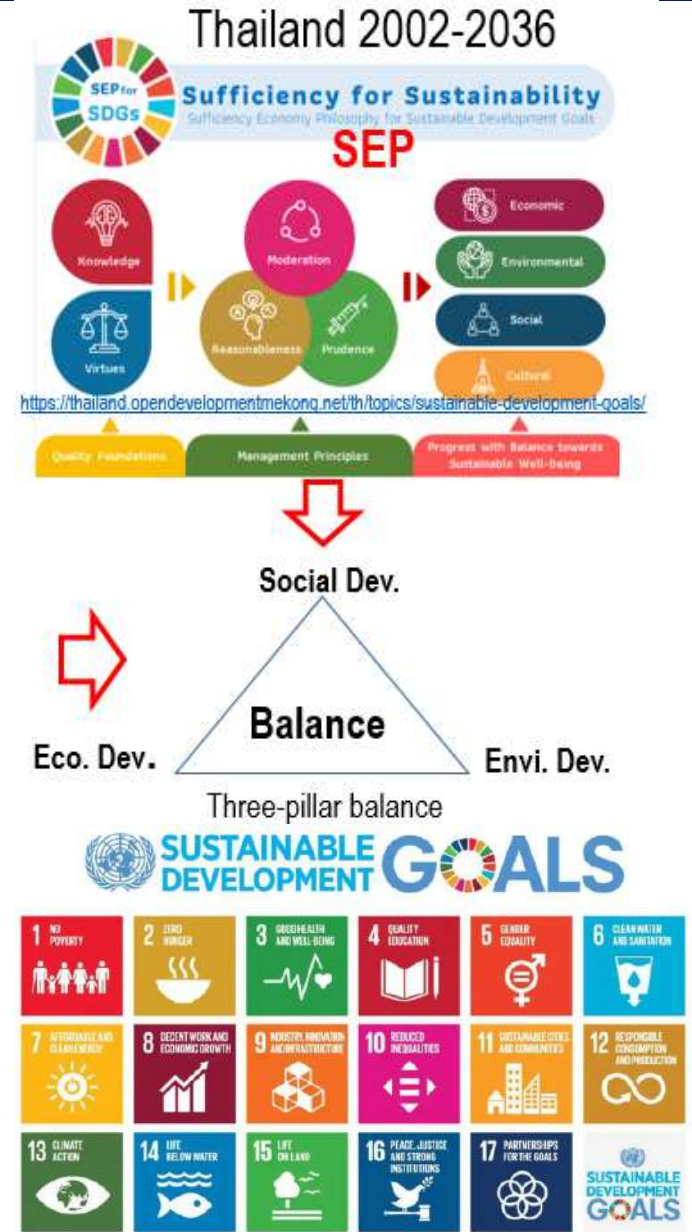 Thailand 2002-2036
SEP for
SDGs
Sufficiency for Sustainability
Sufficiency Economy Philosophy for Sustainable Development Goals
SEP
Knowledge
Virtues
Moderation
Reasonableness
Prudence
Economic
Environmental
Social
Cultural
https://thailand.opendevelopmentmekong.net/th/topics/sustainable-development-goals/
Quality Foundations
Management Principles
Progress with Balance towards
Sustainable Well-being
Social Dev.
Balance
Eco. Dev.
Envi. Dev.
Three-pillar balance
SUSTAINABLE
DEVELOPMENT
GOALS
1 NO
POVERTY
2 ZERO
HUNGER
3 GOOD HEALTH
AND WELL-BEING
4 QUALITY
EDUCATION
5 GENDER
EQUALITY
6 CLEAN WATER
AND SANITATION
7 AFFORDABLE AND
CLEAN ENERGY
8 DECENT WORK AND
ECONOMIC GROWTH
9 INDUSTRY, INNOVATION
AND INFRASTRUCTURE
10 REDUCED
INEQUALITIES
11 SUSTAINABLE CITIES
AND COMMUNITIES
12 RESPONSIBLE
CONSUMPTION
AND PRODUCTION
13 CLIMATE
ACTION
14 LIFE
BELOW WATER
15 LIFE
ON LAND
16 PEACE, JUSTICE
AND STRONG
INSTITUTIONS
17 PARTNERSHIPS
FOR THE GOALS
SUSTAINABLE
DEVELOPMENT
GOALS